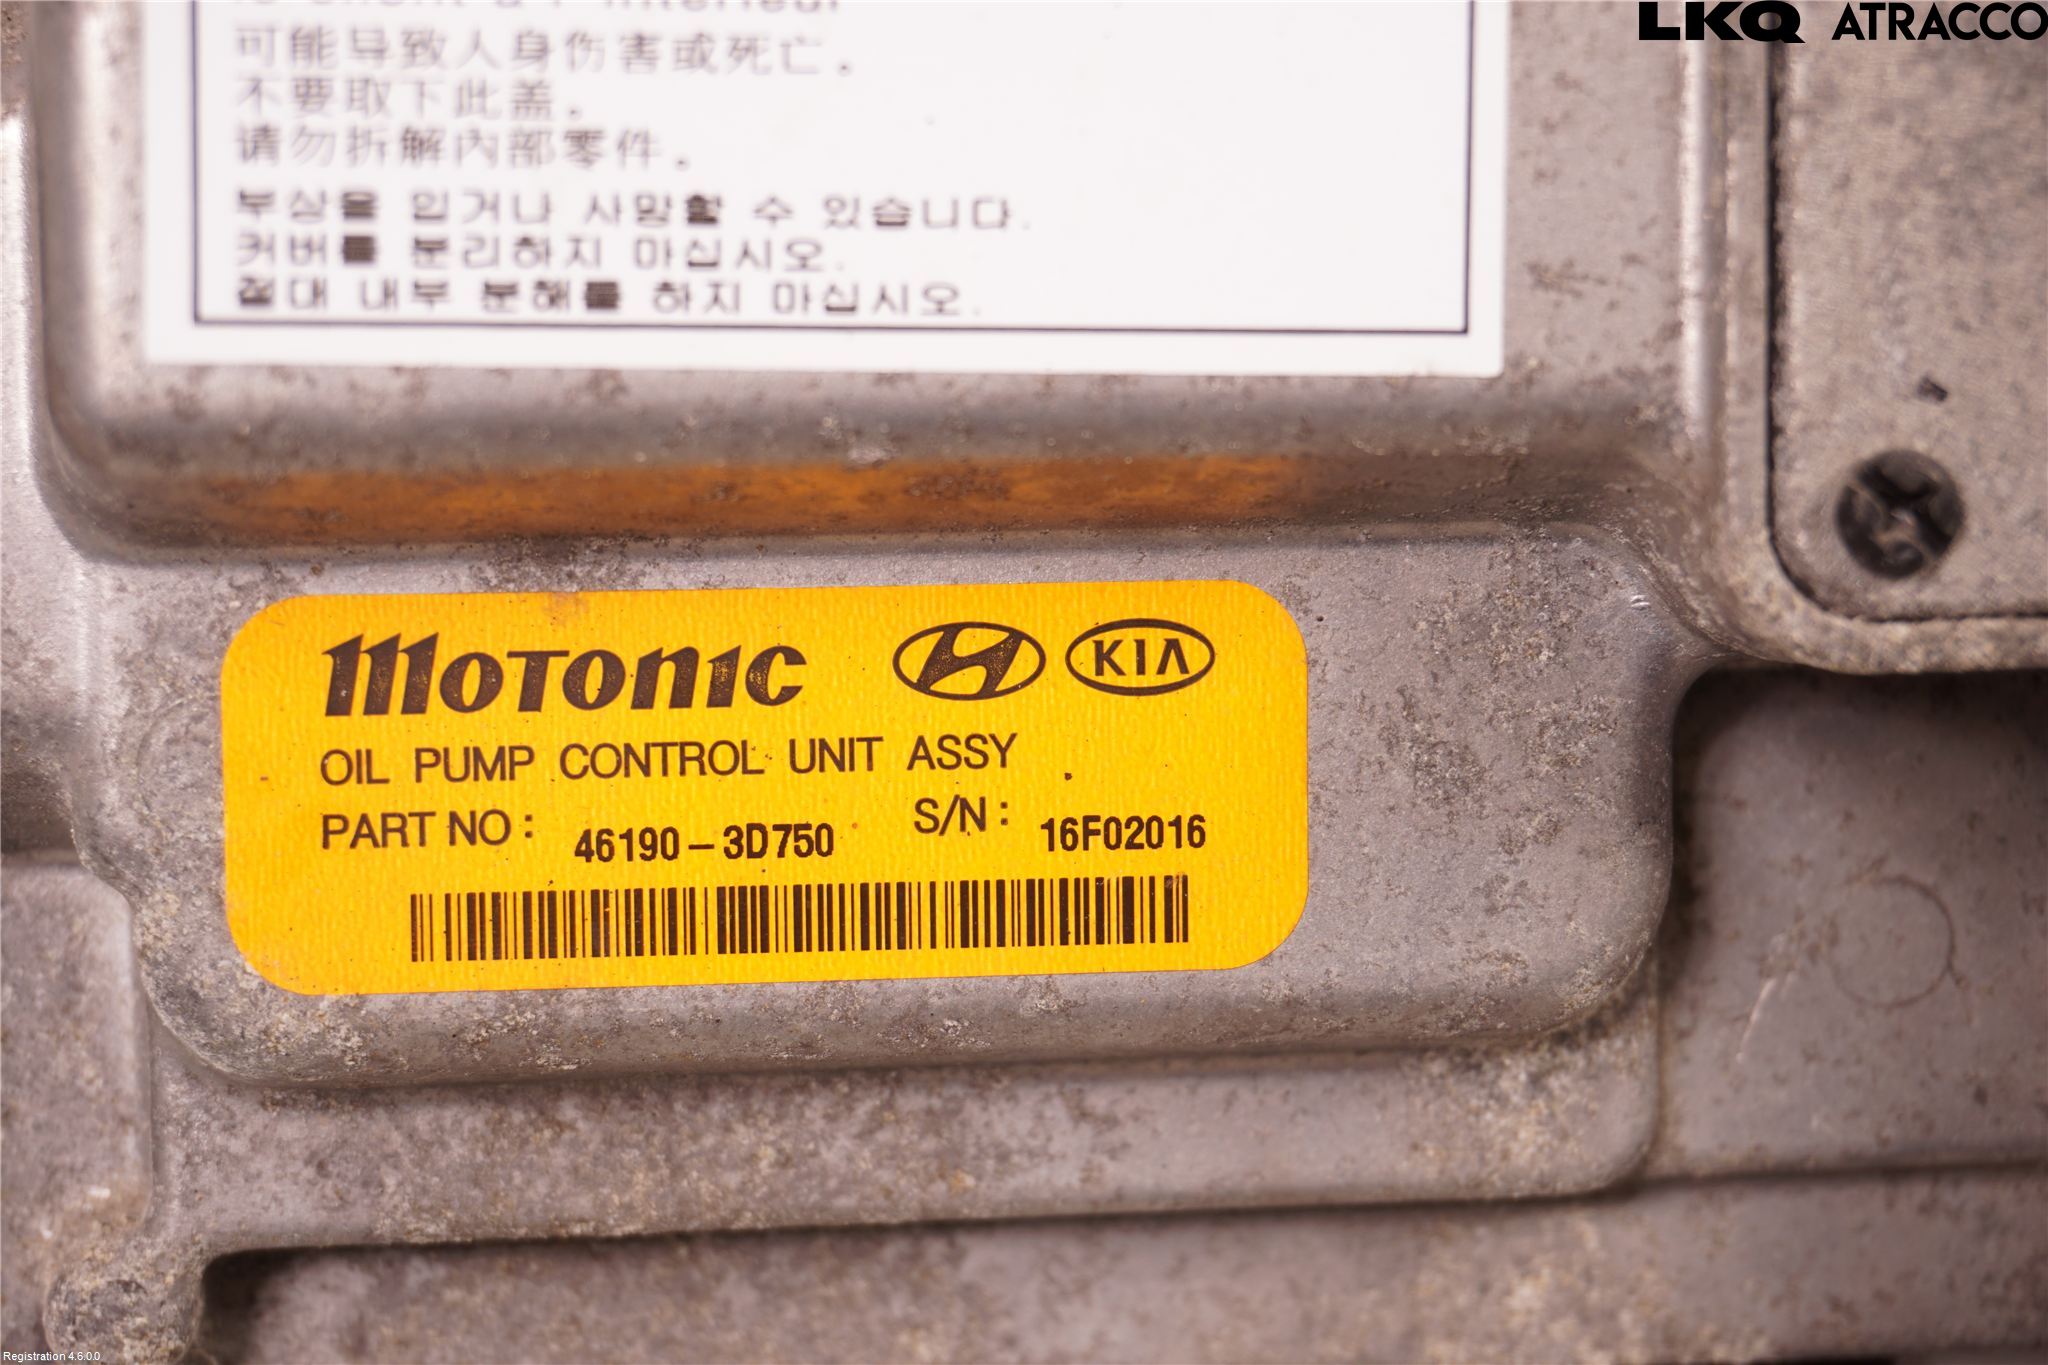 LKQ ATRACCO
可能导致人身伤害或死亡。
不要取下此盖。
请勿拆解内部零件。
부상을 입거나 사망할 수 있습니다.
커버를 분리하지 마십시오.
절대 내부 분해를 하지 마십시오.
MOTONIC KIA
OIL PUMP CONTROL UNIT ASSY
PART NO : 46190-3D750 S/N : 16F02016
Registration 4.6.0.0